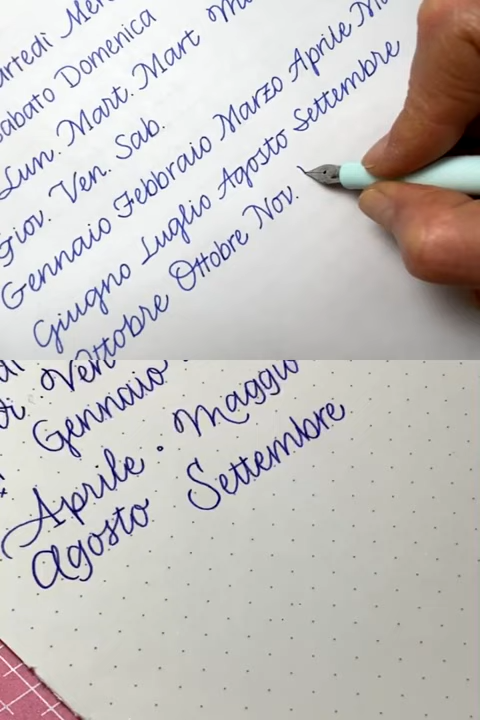 Sabato Domenica
Lun. Mart. Mart
Giov. Ven. Sab.
Gennaio Febbraio Marzo Aprile
Giugno Luglio Agosto Settembre
Ottobre Ottobre Nov.
Gennaio
Aprile. Maggio
Agosto Settembre